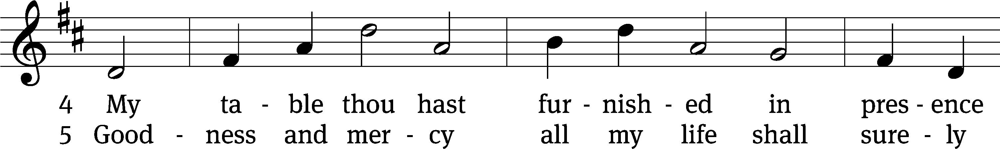 4 My ta - ble thou hast fur - nish - ed in pres - ence
5 Good - ness and mer - cy all my life shall sure - ly